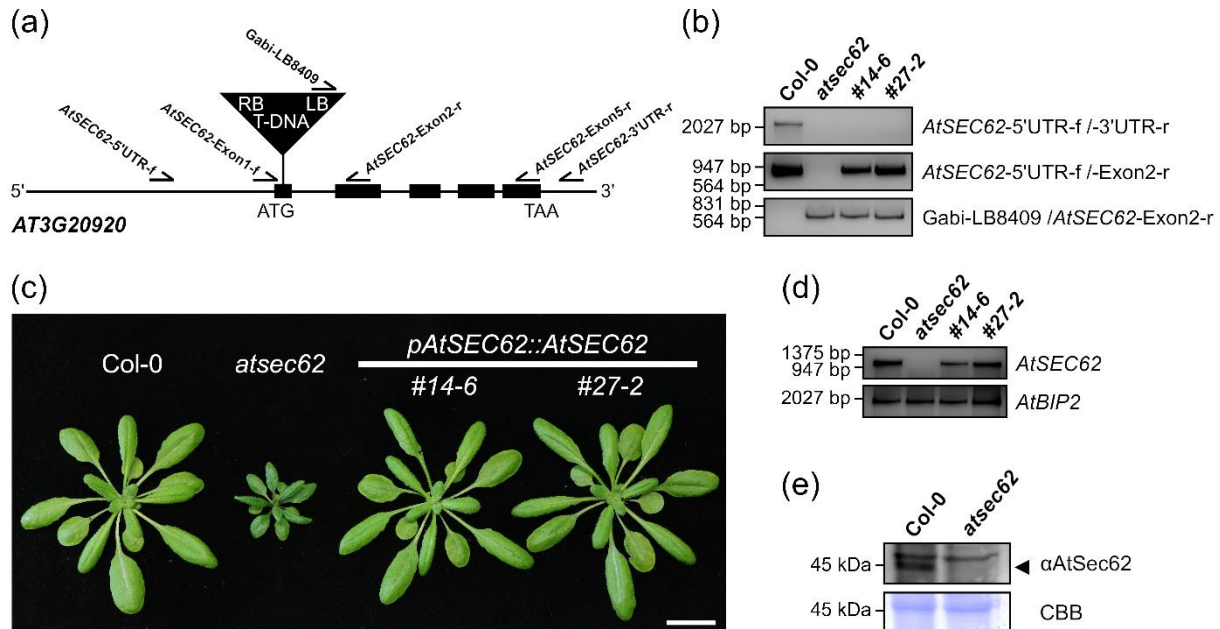 (a)
Gabi-LB8409
RB LB
T-DNA
AtSEC62-5'UTR-f
AtSEC62-Exon1-f
AtSEC62-Exon2-r
AtSEC62-Exon5-r
AtSEC62-3'UTR-r
5' 3'
ATG TAA
AT3G20920
(b)
Col-0 atsec62 #14-6 #27-2
2027 bp AtSEC62-5'UTR-f /-3'UTR-r
947 bp
564 bp
AtSEC62-5'UTR-f /-Exon2-r
831 bp
564 bp
Gabi-LB8409 /AtSEC62-Exon2-r
(c)
Col-0 atsec62 pAtSEC62::AtSEC62
#14-6 #27-2
(d)
Col-0 atsec62 #14-6 #27-2
1375 bp
947 bp
AtSEC62
2027 bp AtBIP2
(e)
Col-0 atsec62
45 kDa αAtSec62
45 kDa CBB